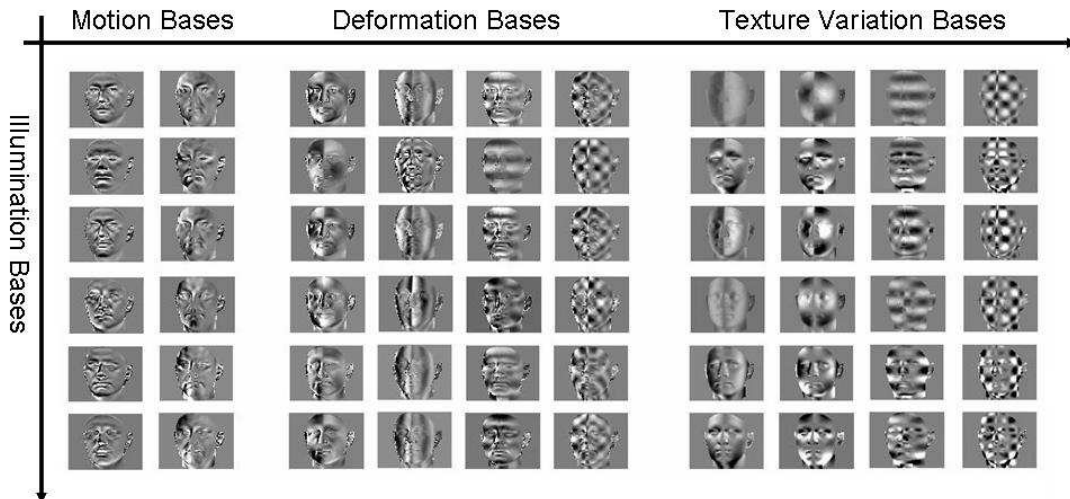 Motion Bases
Deformation Bases
Texture Variation Bases
Illumination Bases